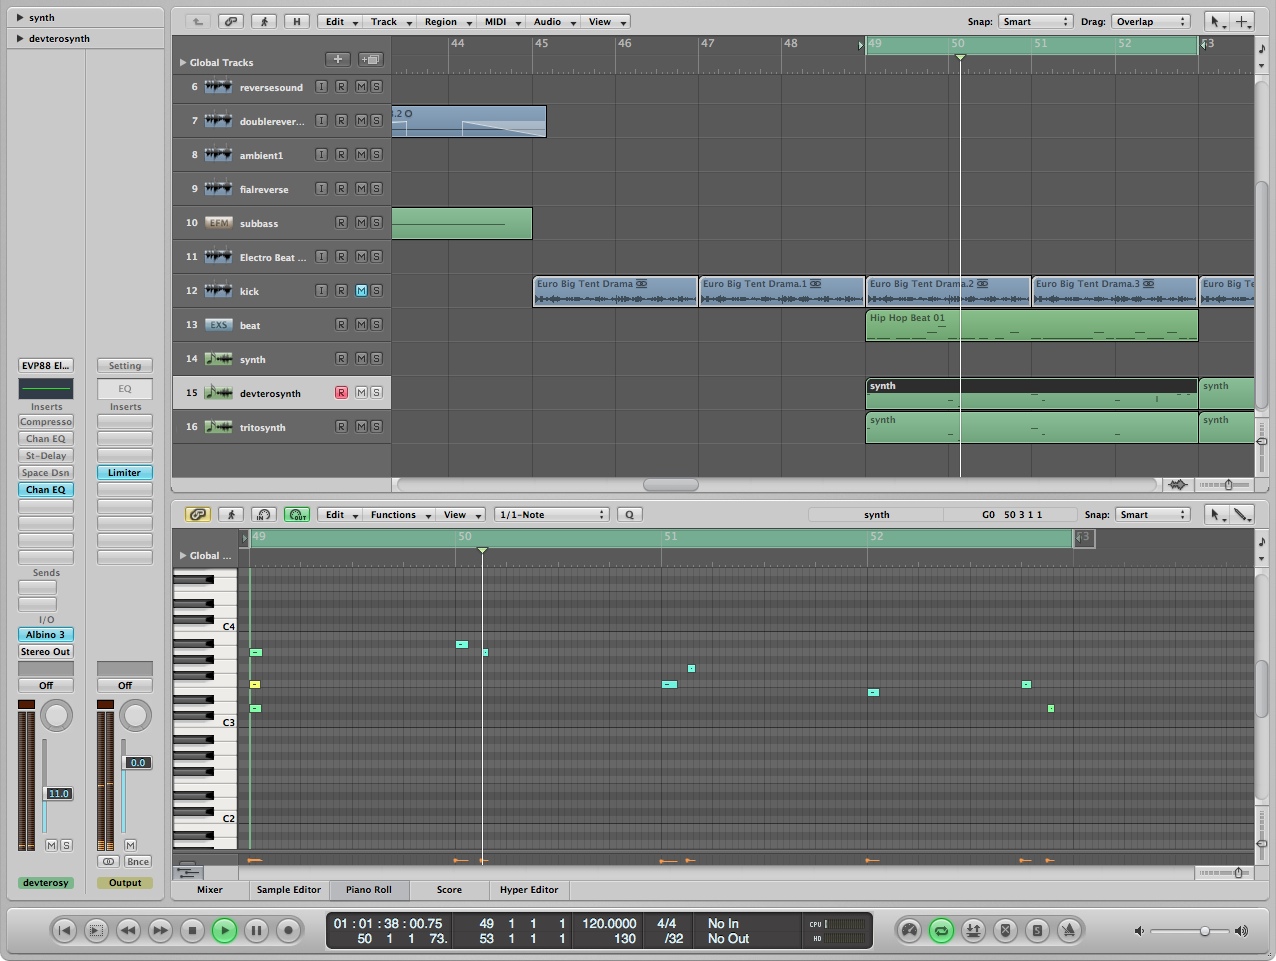 synth
devterosynth
H Edit Track Region MIDI Audio View Snap: Smart Drag: Overlap
44 45 46 47 48 49 50 51 52
Global Tracks
6 reversesound I R M S
7 doublerever... I R M S .2
8 ambient1 I R M S
9 fialreverse I R M S
10 EFM subbass R M S
11 Electro Beat ... I R M S
12 kick I R M S Euro Big Tent Drama Euro Big Tent Drama.1 Euro Big Tent Drama.2 Euro Big Tent Drama.3 Euro Big Te
13 EXS beat R M S Hip Hop Beat 01
14 synth R M S
15 devterosynth R M S synth synth
16 tritosynth R M S synth synth
EVP88 El... Setting
EQ
Inserts Inserts
Compresso
Chan EQ
St-Delay
Space Dsn Limiter
Chan EQ
Sends
I/O
Albino 3
Stereo Out
Off Off
0.0
11.0
M S M
Bnce
devterosy Output
IN OUT Edit Functions View 1/1-Note Q synth G0 50 3 1 1 Snap: Smart
49 50 51 52
Global ...
C4
C3
C2
Mixer Sample Editor Piano Roll Score Hyper Editor
01 : 01 : 38 : 00.75 49 1 1 1 120.0000 4/4 No In CPU
50 1 1 73. 53 1 1 1 130 /32 No Out HD
S